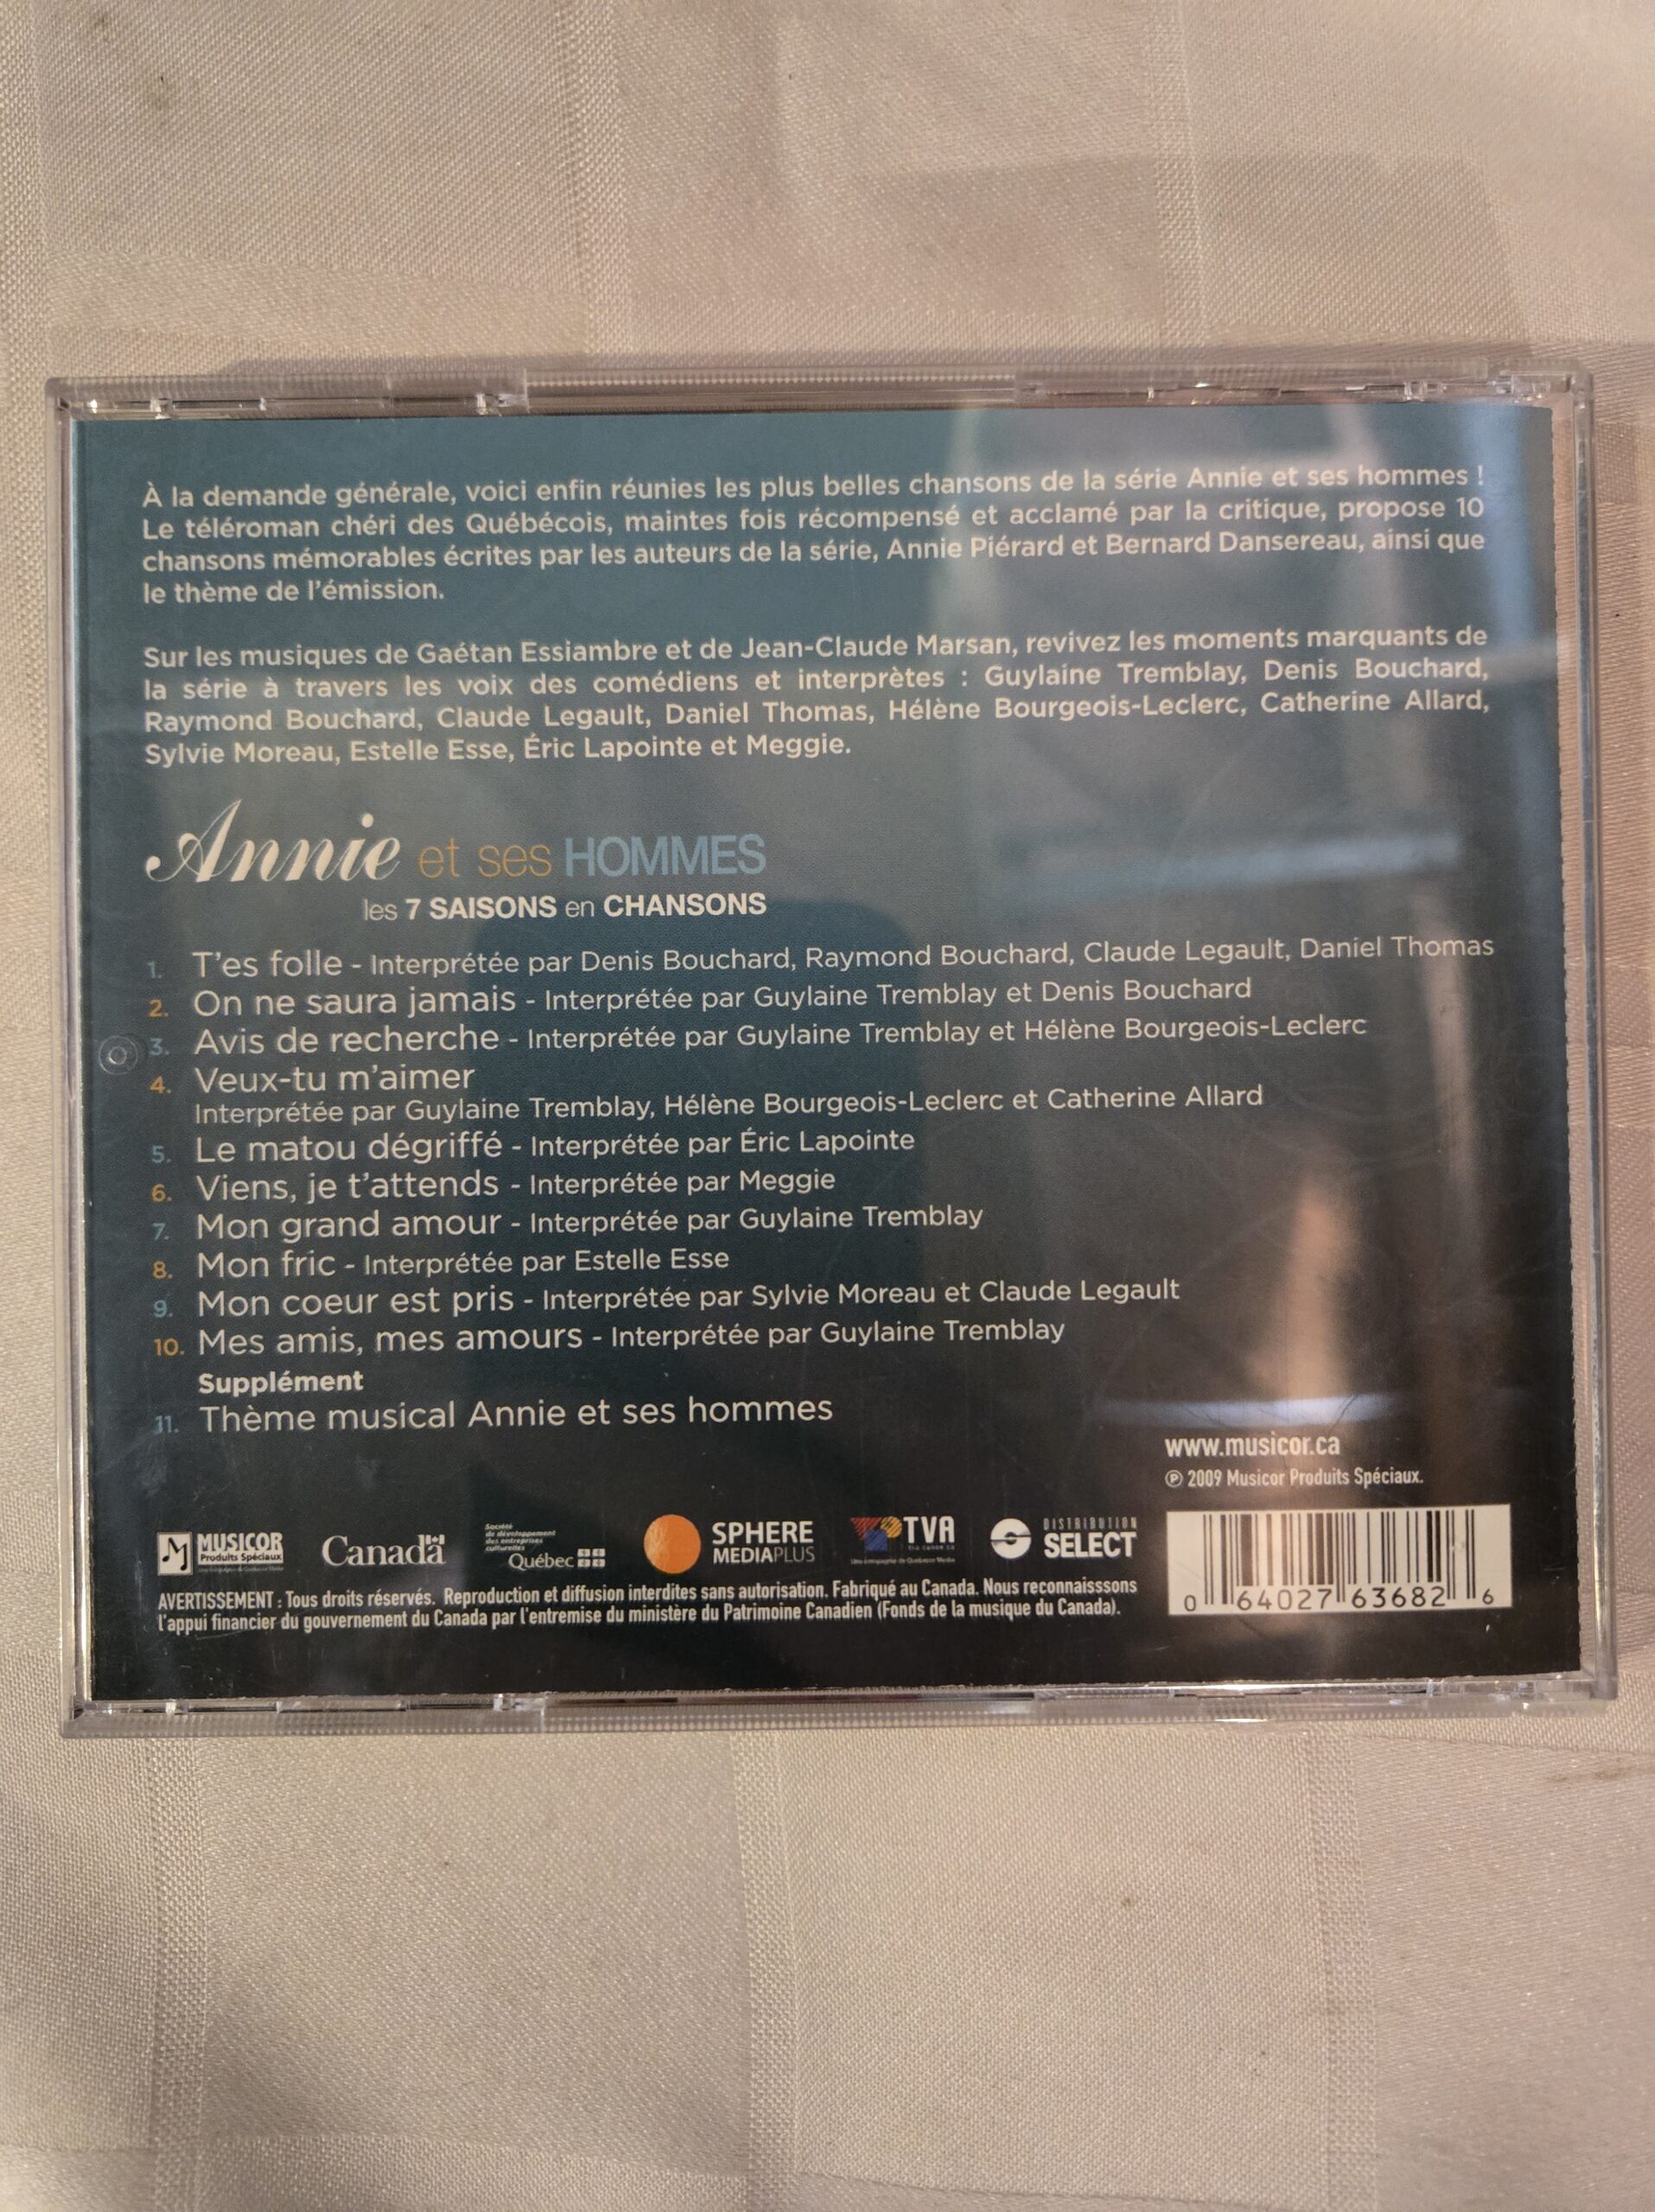 À la demande générale, voici enfin réunies les plus belles chansons de la série Annie et ses hommes !
Le téléroman chéri des Québécois, maintes fois récompensé et acclamé par la critique, propose 10
chansons mémorables écrites par les auteurs de la série, Annie Piérard et Bernard Dansereau, ainsi que
le thème de l'émission.
Sur les musiques de Gaétan Essiambre et de Jean-Claude Marsan, revivez les moments marquants de
la série à travers les voix des comédiens et interprètes : Guylaine Tremblay, Denis Bouchard,
Raymond Bouchard, Claude Legault, Daniel Thomas, Hélène Bourgeois-Leclerc, Catherine Allard,
Sylvie Moreau, Estelle Esse, Éric Lapointe et Meggie.
Annie et ses HOMMES
les 7 SAISONS en CHANSONS
1. T'es folle - Interprétée par Denis Bouchard, Raymond Bouchard, Claude Legault, Daniel Thomas
2. On ne saura jamais - Interprétée par Guylaine Tremblay et Denis Bouchard
3. Avis de recherche - Interprétée par Guylaine Tremblay et Hélène Bourgeois-Leclerc
4. Veux-tu m'aimer
Interprétée par Guylaine Tremblay, Hélène Bourgeois-Leclerc et Catherine Allard
5. Le matou dégriffé - Interprétée par Éric Lapointe
6. Viens, je t'attends - Interprétée par Meggie
7. Mon grand amour - Interprétée par Guylaine Tremblay
8. Mon fric - Interprétée par Estelle Esse
9. Mon coeur est pris - Interprétée par Sylvie Moreau et Claude Legault
10. Mes amis, mes amours - Interprétée par Guylaine Tremblay
Supplément
11. Thème musical Annie et ses hommes
www.musicor.ca
℗ 2009 Musicor Produits Spéciaux.
MUSICOR
Produits Spéciaux
Canada
Société
de développement
des entreprises
culturelles
Québec
SPHERE
MEDIAPLUS
TVA
Une compagnie de Quebecor Media
DISTRIBUTION
SELECT
AVERTISSEMENT : Tous droits réservés. Reproduction et diffusion interdites sans autorisation. Fabriqué au Canada. Nous reconnaisssons
l'appui financier du gouvernement du Canada par l'entremise du ministère du Patrimoine Canadien (Fonds de la musique du Canada).
0 64027 63682 6